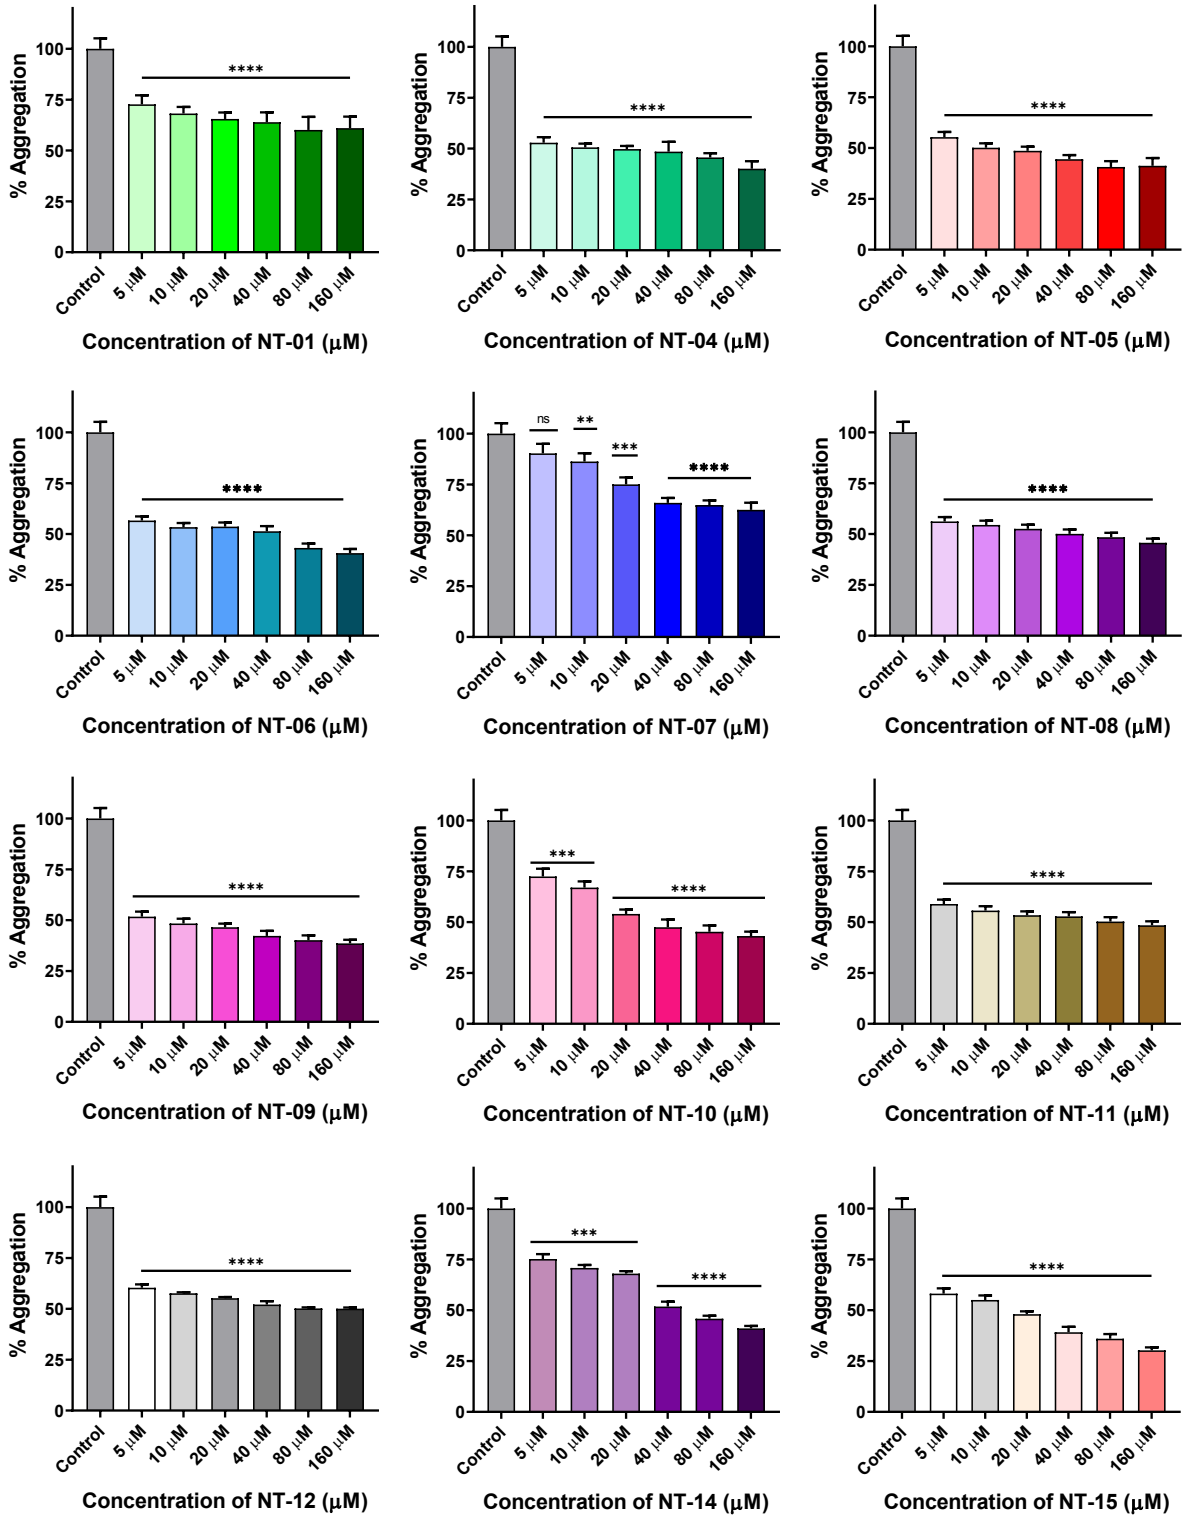 % Aggregation
100
75
50
25
0
****
Control
5 μM
10 μM
20 μM
40 μM
80 μM
160 μM
Concentration of NT-01 (μM)
% Aggregation
100
75
50
25
0
****
Control
5 μM
10 μM
20 μM
40 μM
80 μM
160 μM
Concentration of NT-04 (μM)
% Aggregation
100
75
50
25
0
****
Control
5 μM
10 μM
20 μM
40 μM
80 μM
160 μM
Concentration of NT-05 (μM)
% Aggregation
100
75
50
25
0
****
Control
5 μM
10 μM
20 μM
40 μM
80 μM
160 μM
Concentration of NT-06 (μM)
% Aggregation
100
75
50
25
0
ns
**
***
****
Control
5 μM
10 μM
20 μM
40 μM
80 μM
160 μM
Concentration of NT-07 (μM)
% Aggregation
100
75
50
25
0
****
Control
5 μM
10 μM
20 μM
40 μM
80 μM
160 μM
Concentration of NT-08 (μM)
% Aggregation
100
75
50
25
0
****
Control
5 μM
10 μM
20 μM
40 μM
80 μM
160 μM
Concentration of NT-09 (μM)
% Aggregation
100
75
50
25
0
***
****
Control
5 μM
10 μM
20 μM
40 μM
80 μM
160 μM
Concentration of NT-10 (μM)
% Aggregation
100
75
50
25
0
****
Control
5 μM
10 μM
20 μM
40 μM
80 μM
160 μM
Concentration of NT-11 (μM)
% Aggregation
100
75
50
25
0
****
Control
5 μM
10 μM
20 μM
40 μM
80 μM
160 μM
Concentration of NT-12 (μM)
% Aggregation
100
75
50
25
0
***
****
Control
5 μM
10 μM
20 μM
40 μM
80 μM
160 μM
Concentration of NT-14 (μM)
% Aggregation
100
75
50
25
0
****
Control
5 μM
10 μM
20 μM
40 μM
80 μM
160 μM
Concentration of NT-15 (μM)